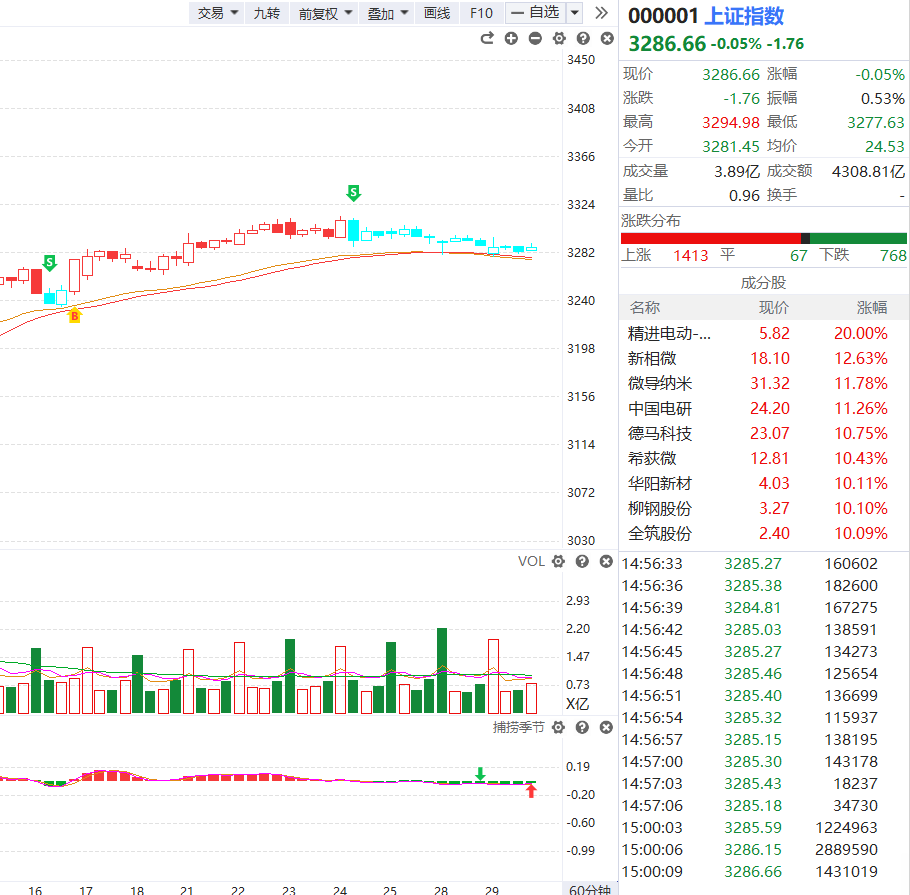 交易 九转 前复权 叠加 画线 F10 自选
000001 上证指数
3286.66 -0.05% -1.76
现价 3286.66 涨幅 -0.05%
涨跌 -1.76 振幅 0.53%
最高 3294.98 最低 3277.63
今开 3281.45 均价 24.53
成交量 3.89亿 成交额 4308.81亿
量比 0.96 换手 -
涨跌分布
上涨 1413 平 67 下跌 768
成分股
名称 现价 涨幅
精进电动-... 5.82 20.00%
新相微 18.10 12.63%
微导纳米 31.32 11.78%
中国电研 24.20 11.26%
德马科技 23.07 10.75%
希荻微 12.81 10.43%
华阳新材 4.03 10.11%
柳钢股份 3.27 10.10%
全筑股份 2.40 10.09%
14:56:33 3285.27 160602
14:56:36 3285.38 182600
14:56:39 3284.81 167275
14:56:42 3285.03 138591
14:56:45 3285.27 134273
14:56:48 3285.46 125654
14:56:51 3285.40 136699
14:56:54 3285.32 115937
14:56:57 3285.15 138195
14:57:00 3285.30 143178
14:57:03 3285.43 18237
14:57:06 3285.18 34730
15:00:03 3285.59 1224963
15:00:06 3286.15 2889590
15:00:09 3286.66 1431019
3450
3408
3366
3324
3282
3240
3198
3156
3114
3072
3030
S
S
B
VOL
2.93
2.20
1.47
0.73
X亿
捕捞季节
0.19
-0.20
-0.60
-0.99
16 17 18 21 22 23 24 25 28 29 60分钟